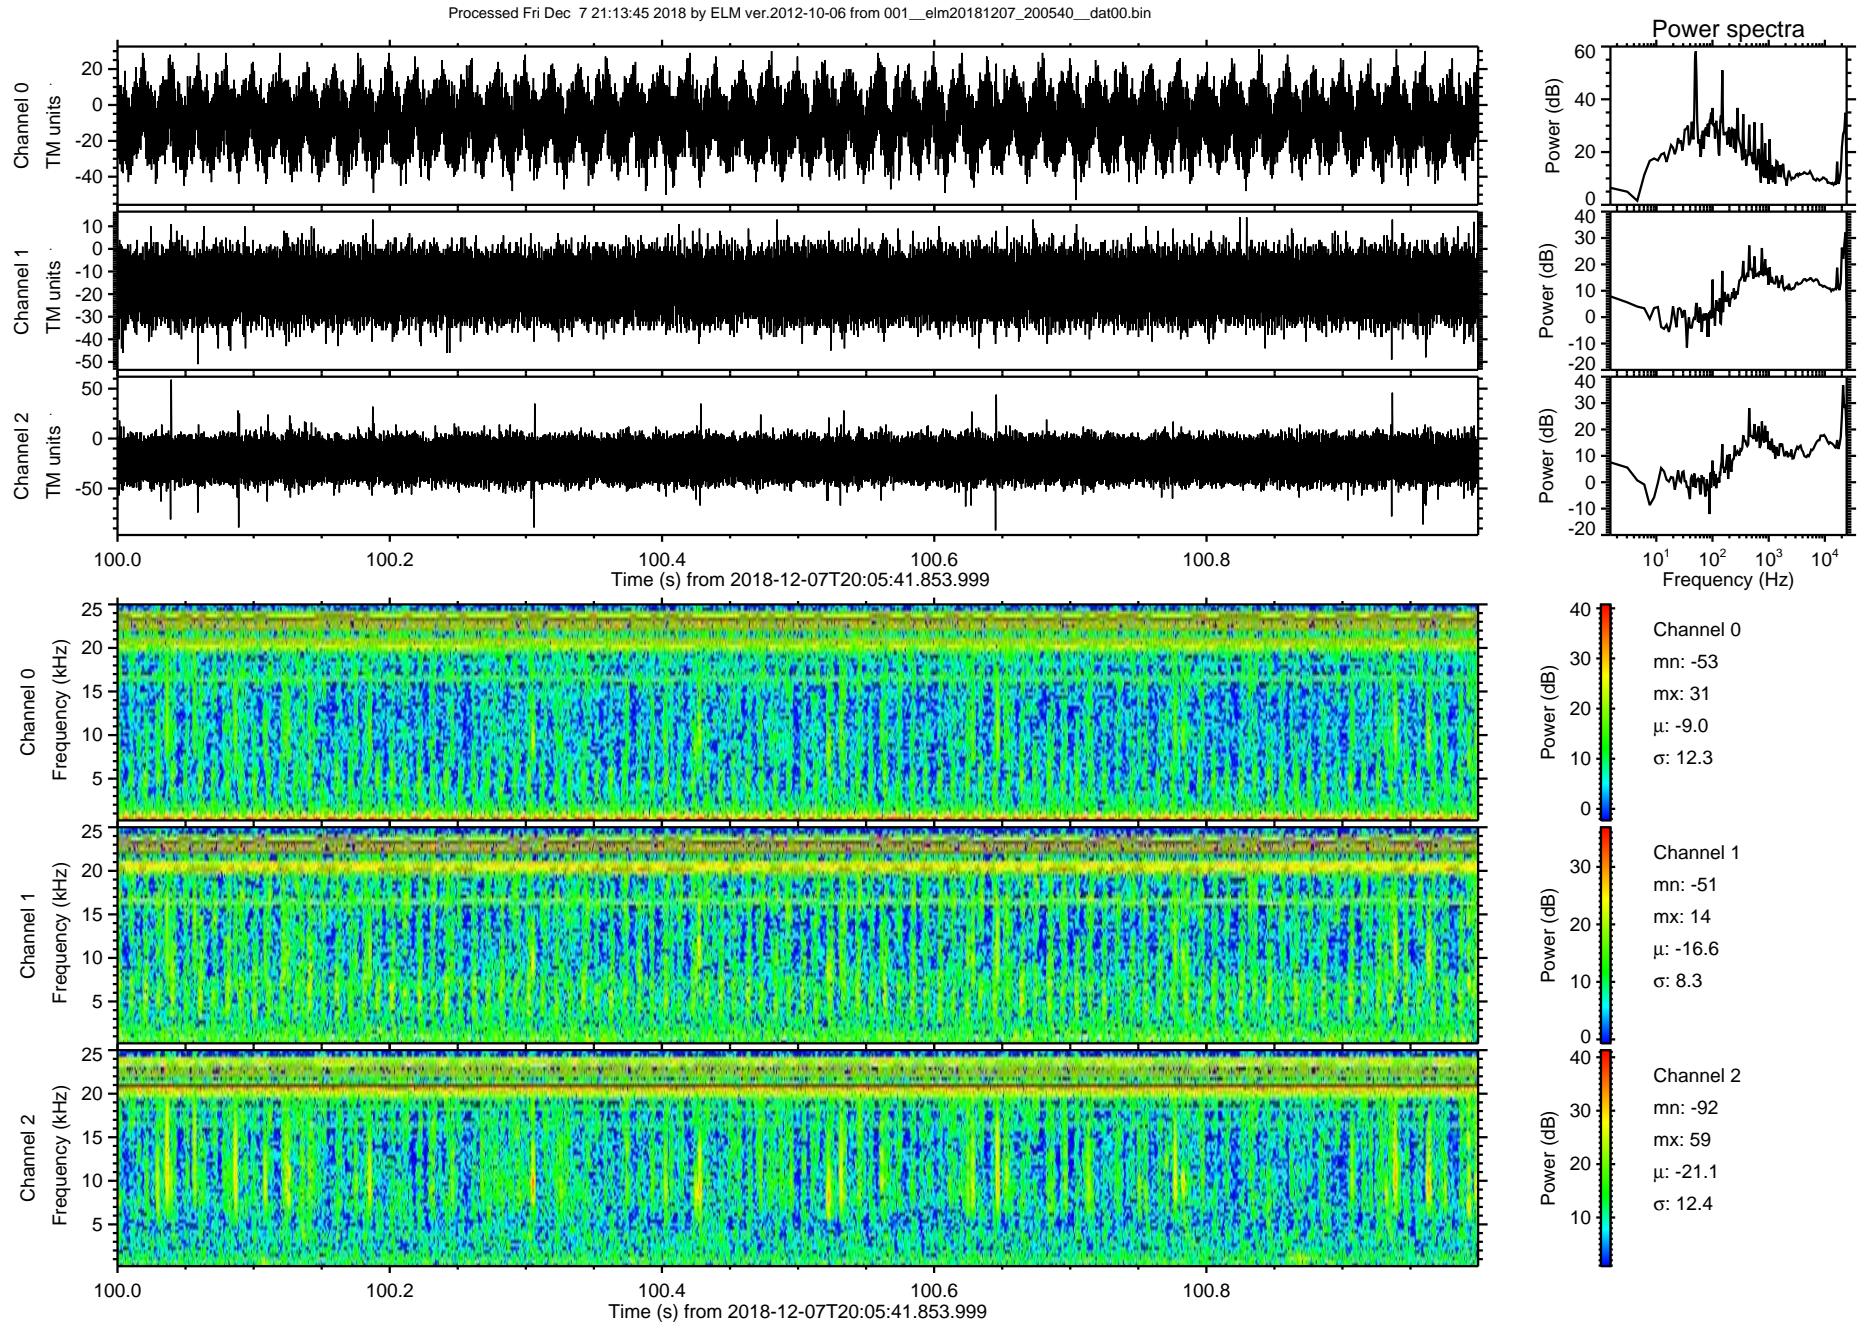 Processed Fri Dec 7 21:13:45 2018 by ELM ver.2012-10-06 from 001__elm20181207_200540__dat00.bin
Power spectra
Channel 0
TM units
20
0
-20
-40
Power (dB)
60
40
20
0
Channel 1
TM units
10
0
-10
-20
-30
-40
-50
Power (dB)
40
30
20
10
0
-10
-20
Channel 2
TM units
50
0
-50
Power (dB)
40
30
20
10
0
-10
-20
100.0 100.2 100.4 100.6 100.8
Time (s) from 2018-12-07T20:05:41.853.999
10¹ 10² 10³ 10⁴
Frequency (Hz)
Channel 0
Frequency (kHz)
25
20
15
10
5
Power (dB)
40
30
20
10
0
Channel 0
mn: -53
mx: 31
μ: -9.0
σ: 12.3
Channel 1
Frequency (kHz)
25
20
15
10
5
Power (dB)
30
20
10
0
Channel 1
mn: -51
mx: 14
μ: -16.6
σ: 8.3
Channel 2
Frequency (kHz)
25
20
15
10
5
Power (dB)
40
30
20
10
Channel 2
mn: -92
mx: 59
μ: -21.1
σ: 12.4
100.0 100.2 100.4 100.6 100.8
Time (s) from 2018-12-07T20:05:41.853.999